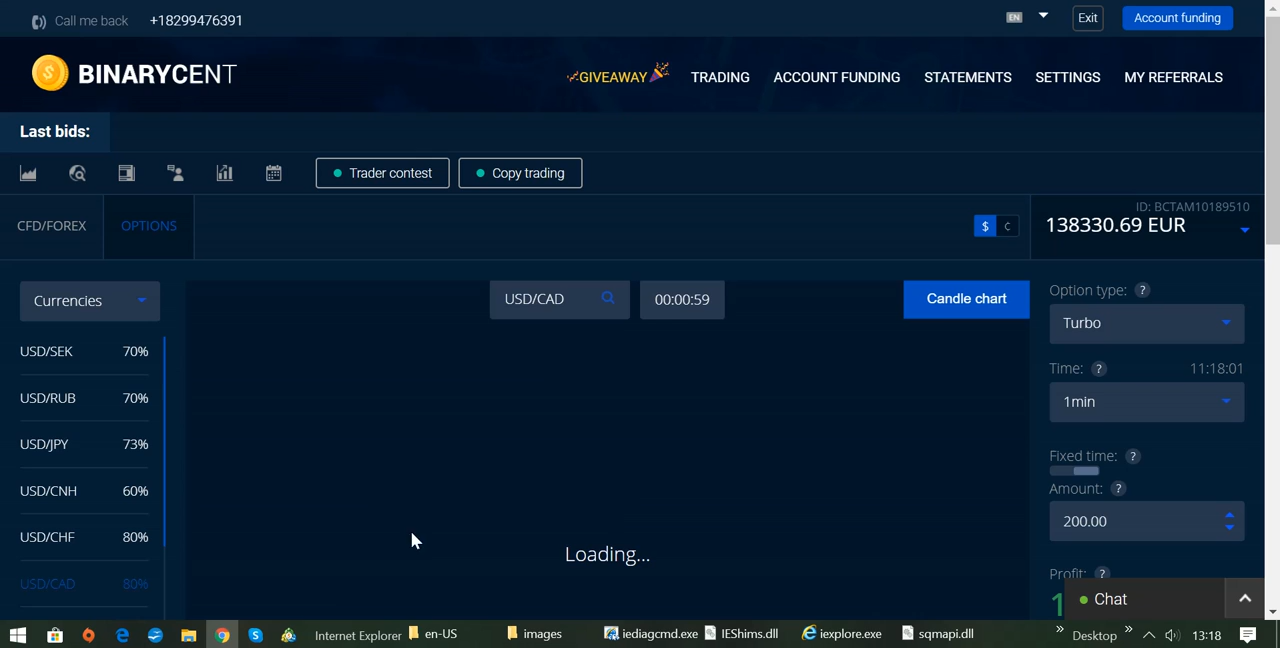 Call me back +18299476391 EN Exit Account funding
BINARYCENT GIVEAWAY TRADING ACCOUNT FUNDING STATEMENTS SETTINGS MY REFERRALS
Last bids:
Trader contest Copy trading
CFD/FOREX OPTIONS $ C ID: BCTAM10189510
138330.69 EUR
Currencies USD/CAD 00:00:59 Candle chart Option type: ?
Turbo
USD/SEK 70%
Time: ? 11:18:01
USD/RUB 70% 1min
USD/JPY 73%
Fixed time: ?
USD/CNH 60% Amount: ?
200.00
USD/CHF 80%
Loading...
Profit: ?
USD/CAD 80%
1 Chat
Internet Explorer en-US images iediagcmd.exe IEShims.dll iexplore.exe sqmapi.dll » Desktop » 13:18